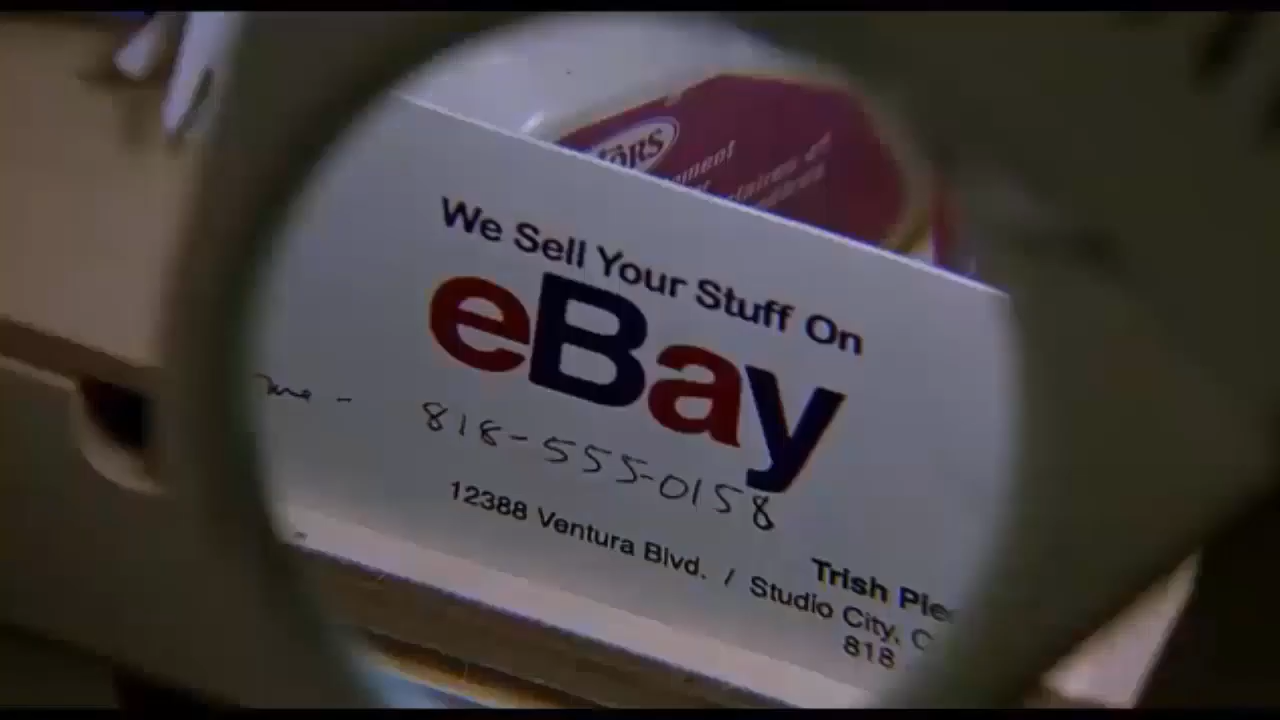 We Sell Your Stuff On
eBay
818-555-0158
12388 Ventura Blvd. / Studio City,
Trish
818